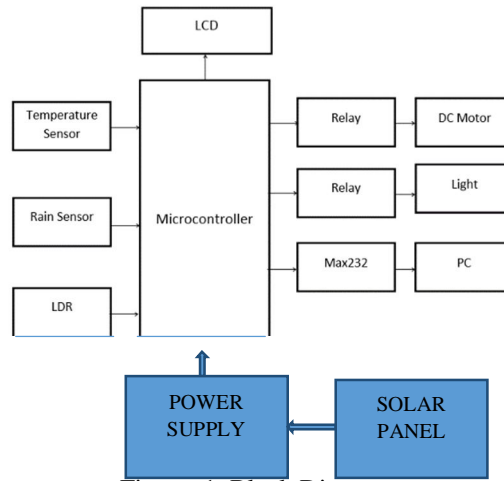 LCD
Temperature
Sensor
Relay
DC Motor
Relay
Light
Rain Sensor
Microcontroller
Max232
PC
LDR
POWER
SUPPLY
SOLAR
PANEL